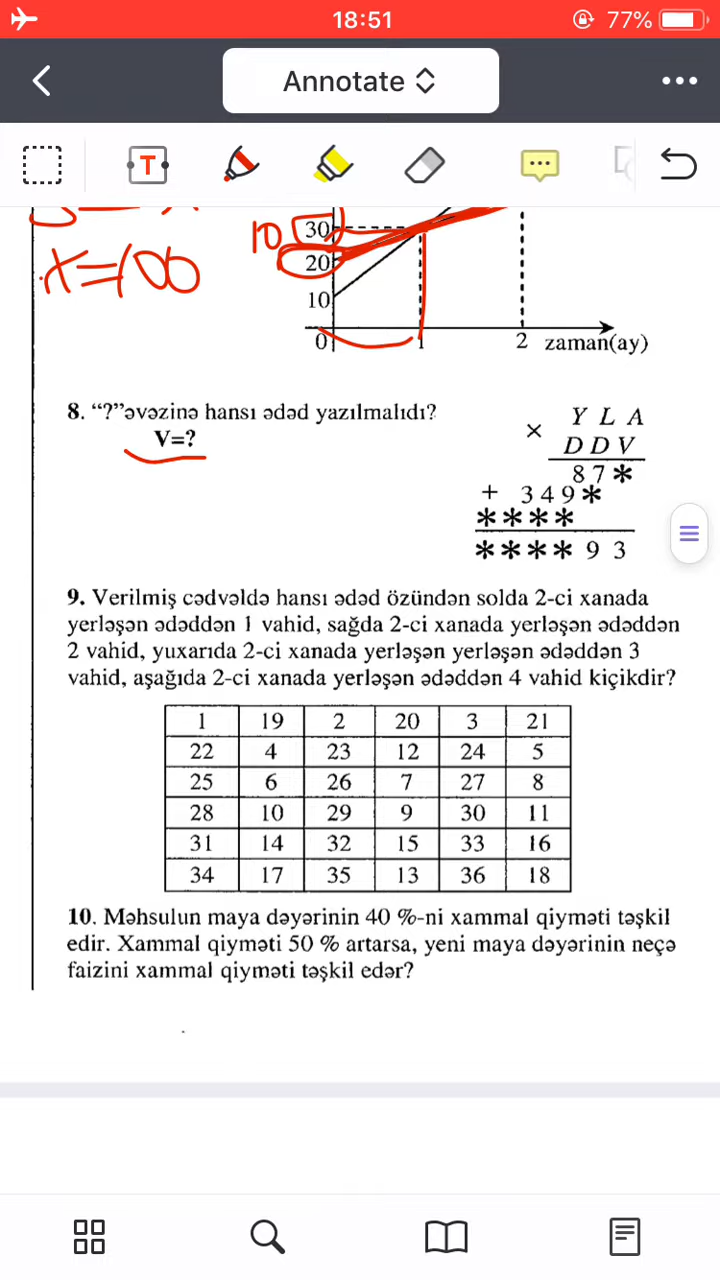 18:51
77%
Annotate
T
x=100
10
30
20
10
0
1
2
zaman(ay)
8. “?”əvəzinə hansı ədəd yazılmalıdı?
V=?
Y L A
×
D D V
8 7 *
+ 3 4 9 *
* * * *
* * * * 9 3
9. Verilmiş cədvəldə hansı ədəd özündən solda 2-ci xanada
yerləşən ədəddən 1 vahid, sağda 2-ci xanada yerləşən ədəddən
2 vahid, yuxarıda 2-ci xanada yerləşən yerləşən ədəddən 3
vahid, aşağıda 2-ci xanada yerləşən ədəddən 4 vahid kiçikdir?
1 19 2 20 3 21
22 4 23 12 24 5
25 6 26 7 27 8
28 10 29 9 30 11
31 14 32 15 33 16
34 17 35 13 36 18
10. Məhsulun maya dəyərinin 40 %-ni xammal qiyməti təşkil
edir. Xammal qiyməti 50 % artarsa, yeni maya dəyərinin neçə
faizini xammal qiyməti təşkil edər?